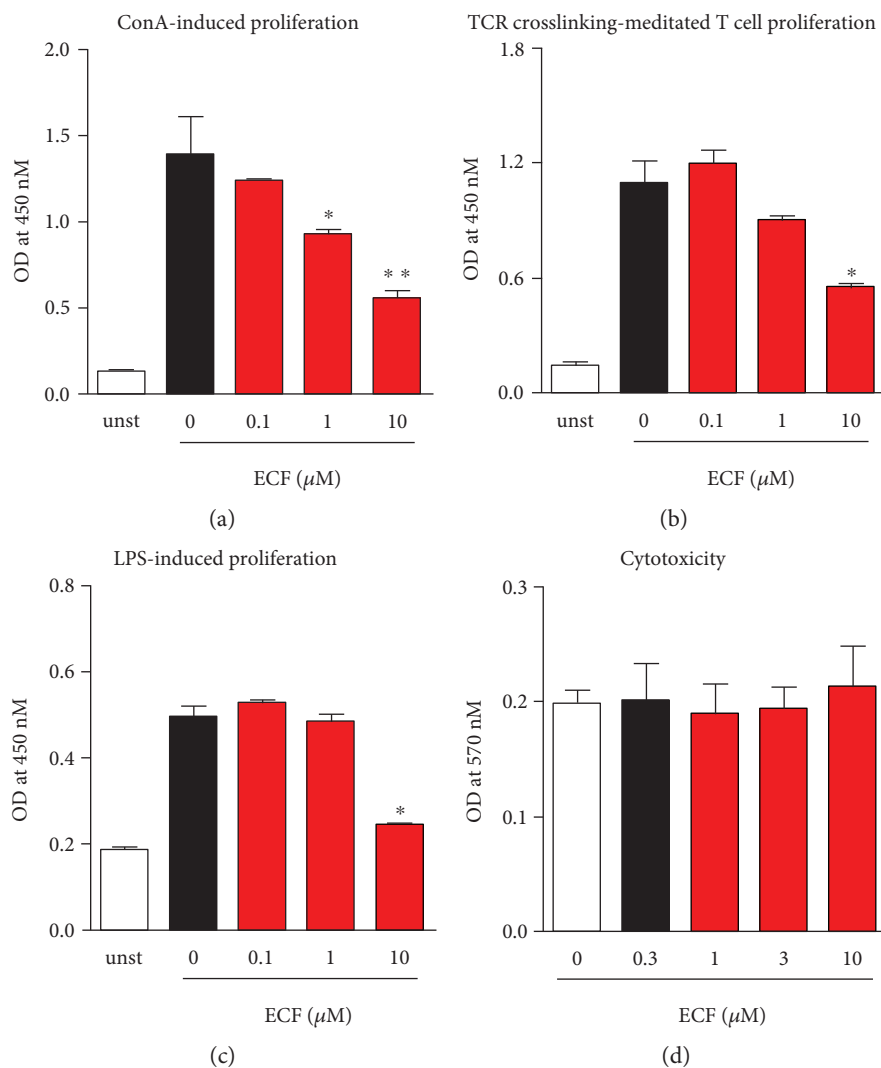 ConA-induced proliferation
2.0
1.5
1.0
0.5
0.0
OD at 450 nM
*
* *
unst 0 0.1 1 10
ECF (μM)
(a)
TCR crosslinking-meditated T cell proliferation
1.8
1.2
0.6
0.0
OD at 450 nM
*
unst 0 0.1 1 10
ECF (μM)
(b)
LPS-induced proliferation
0.8
0.6
0.4
0.2
0.0
OD at 450 nM
*
unst 0 0.1 1 10
ECF (μM)
(c)
Cytotoxicity
0.3
0.2
0.1
0.0
OD at 570 nM
0 0.3 1 3 10
ECF (μM)
(d)